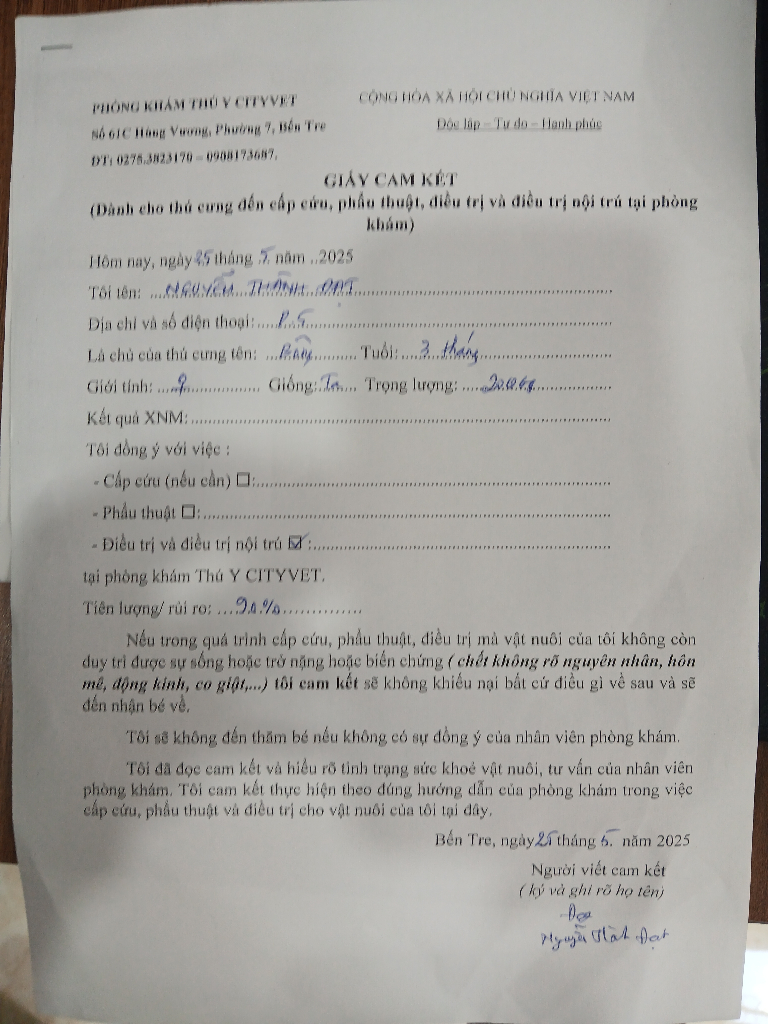 PHÒNG KHÁM THÚ Y CITYVET
Số 61C Hùng Vương, Phường 7, Bến Tre
ĐT: 0275.3823170 – 0908173687.
CỘNG HÒA XÃ HỘI CHỦ NGHĨA VIỆT NAM
Độc lập – Tự do – Hạnh phúc
GIẤY CAM KẾT
(Dành cho thú cưng đến cấp cứu, phẫu thuật, điều trị và điều trị nội trú tại phòng
khám)
Hôm nay, ngày 25 tháng 5. năm ..2025
Tôi tên: ...NGUYỄN THÀNH ĐẠT...
Địa chỉ và số điện thoại:....P.5...
Là chủ của thú cưng tên: ... Tuổi:....3 tháng...
Giới tính: ....♀... Giống:.Ta... Trọng lượng: ...
Kết quả XNM:...
Tôi đồng ý với việc :
- Cấp cứu (nếu cần) ☐:...
- Phẫu thuật ☐:...
- Điều trị và điều trị nội trú ☑:...
tại phòng khám Thú Y CITYVET.
Tiên lượng/ rủi ro: ....90%...
Nếu trong quá trình cấp cứu, phẫu thuật, điều trị mà vật nuôi của tôi không còn
duy trì được sự sống hoặc trở nặng hoặc biến chứng ( chết không rõ nguyên nhân, hôn
mê, động kinh, co giật,...) tôi cam kết sẽ không khiếu nại bất cứ điều gì về sau và sẽ
đến nhận bé về.
Tôi sẽ không đến thăm bé nếu không có sự đồng ý của nhân viên phòng khám.
Tôi đã đọc cam kết và hiểu rõ tình trạng sức khoẻ vật nuôi, tư vấn của nhân viên
phòng khám. Tôi cam kết thực hiện theo đúng hướng dẫn của phòng khám trong việc
cấp cứu, phẫu thuật và điều trị cho vật nuôi của tôi tại đây.
Bến Tre, ngày 25 tháng 5. năm 2025
Người viết cam kết
( ký và ghi rõ họ tên)
Nguyễn Thành Đạt